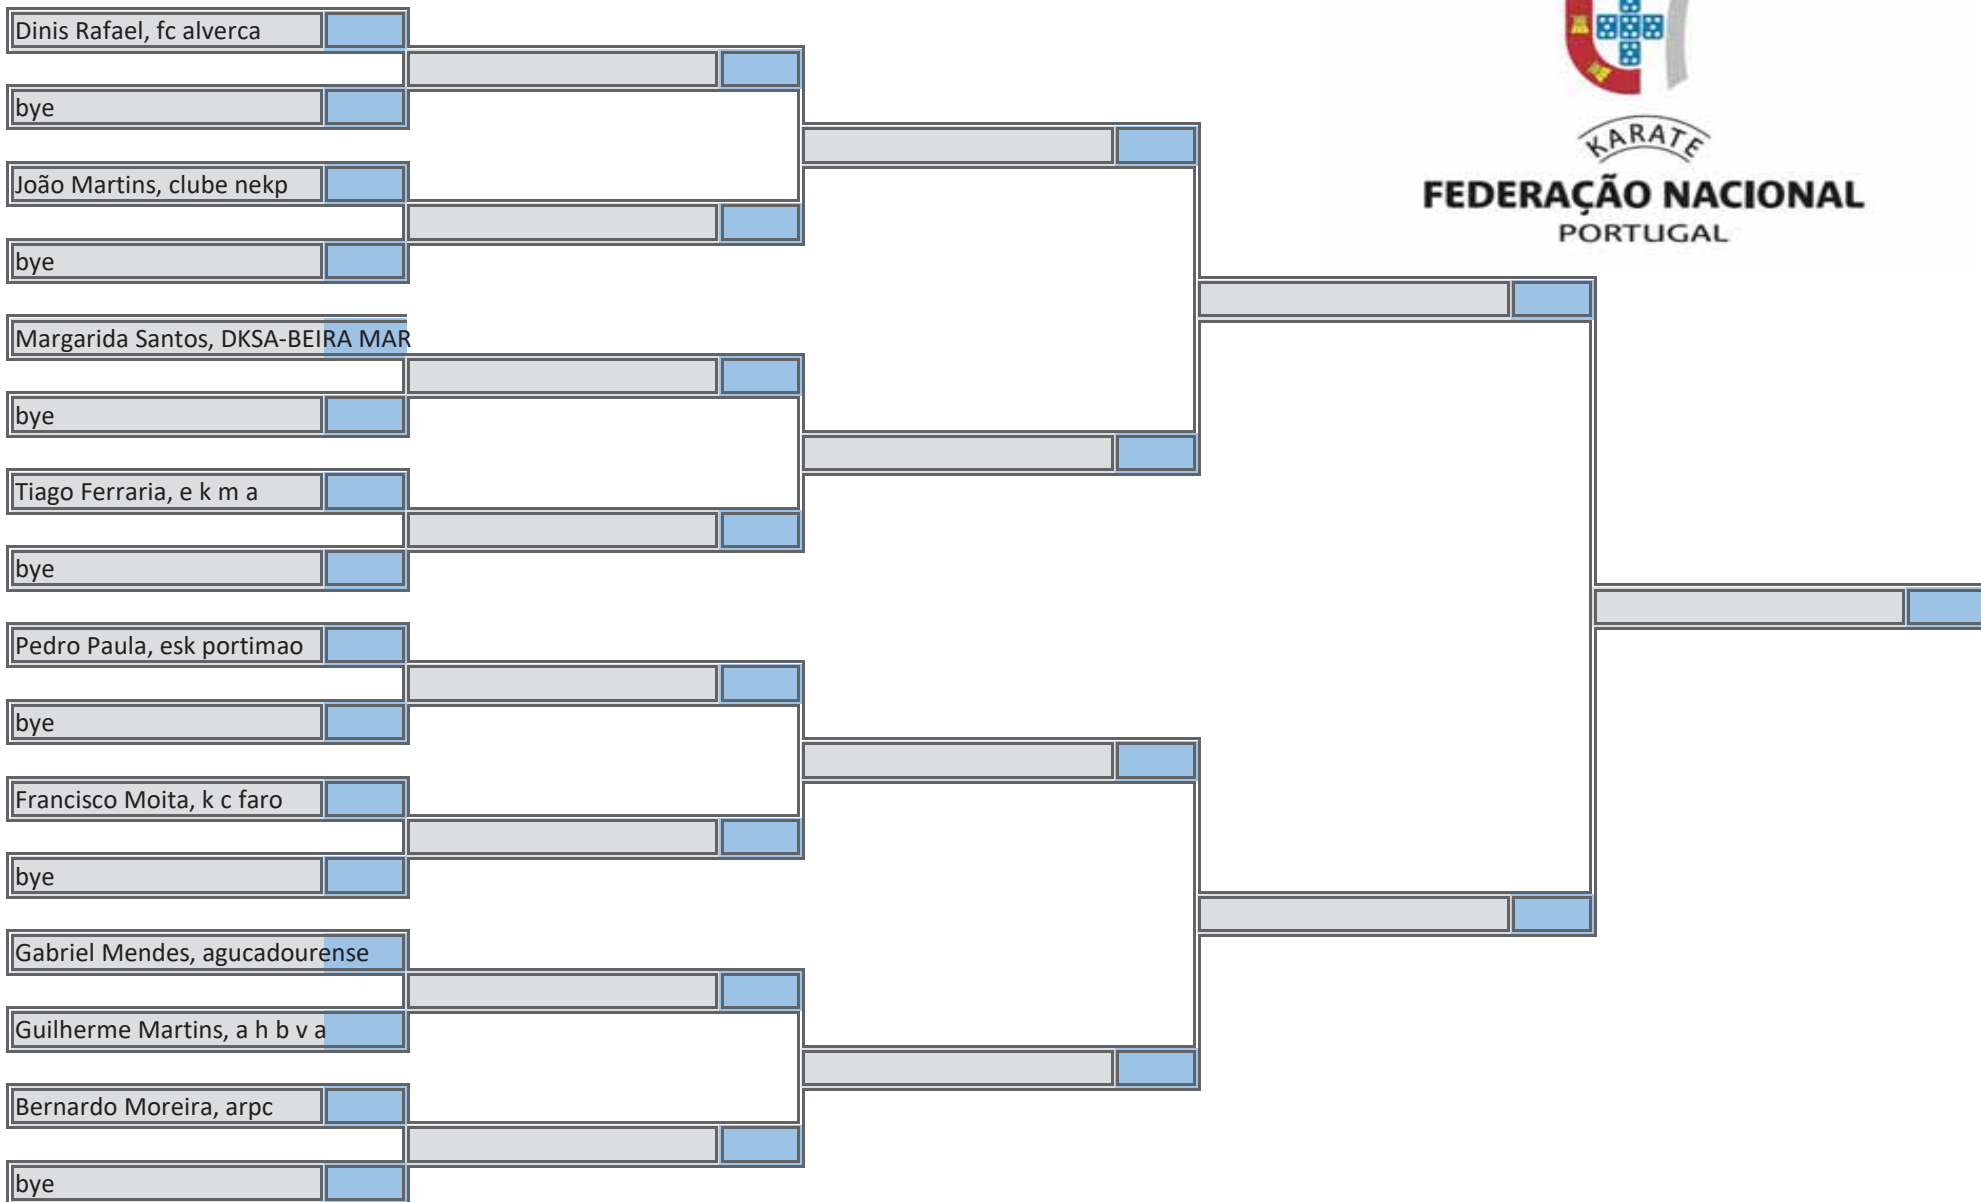 Dinis Rafael, fc alverca
bye
João Martins, clube nekp
bye
Margarida Santos, DKSA-BEIRA MAR
bye
Tiago Ferraria, e k m a
bye
Pedro Paula, esk portimao
bye
Francisco Moita, k c faro
bye
Gabriel Mendes, agucadourense
Guilherme Martins, a h b v a
Bernardo Moreira, arpc
bye
KARATE
FEDERAÇÃO NACIONAL
PORTUGAL